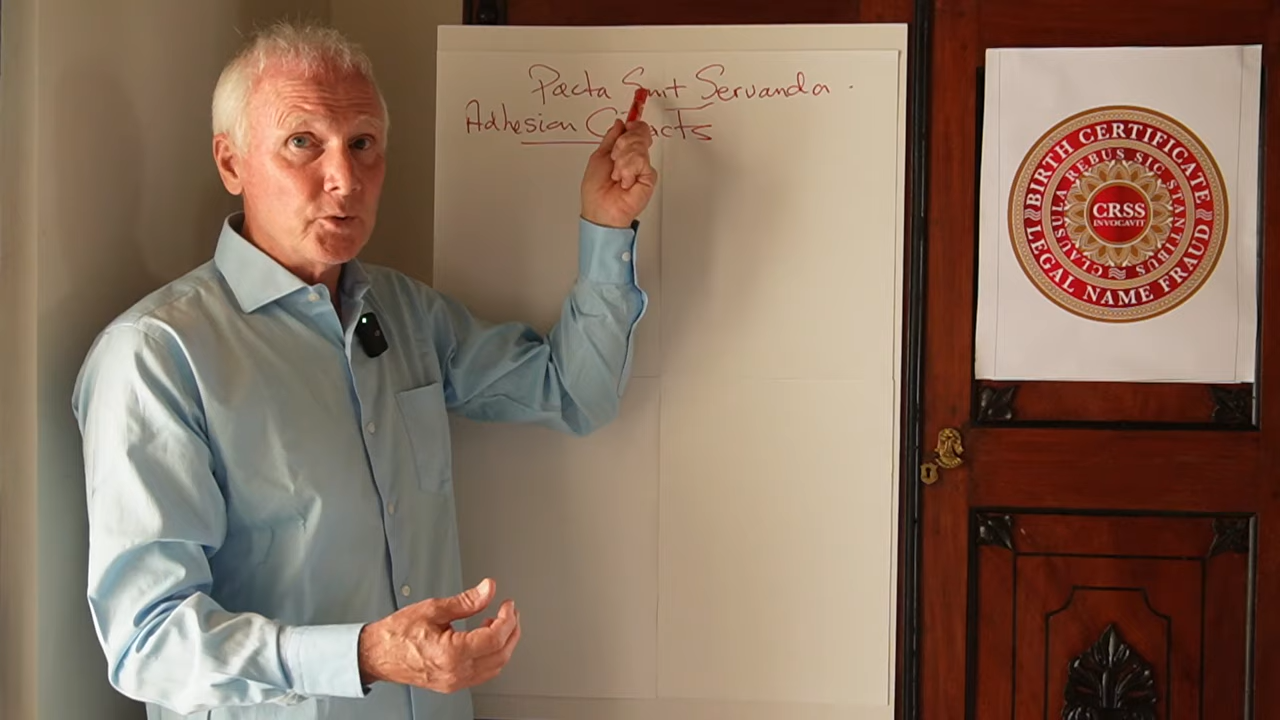 Pacta Sunt Servanda.
Adhesion
BIRTH CERTIFICATE
LEGAL NAME FRAUD
CLAUSULA REBUS SIC STANTIBUS
CRSS
INVOCAVIT